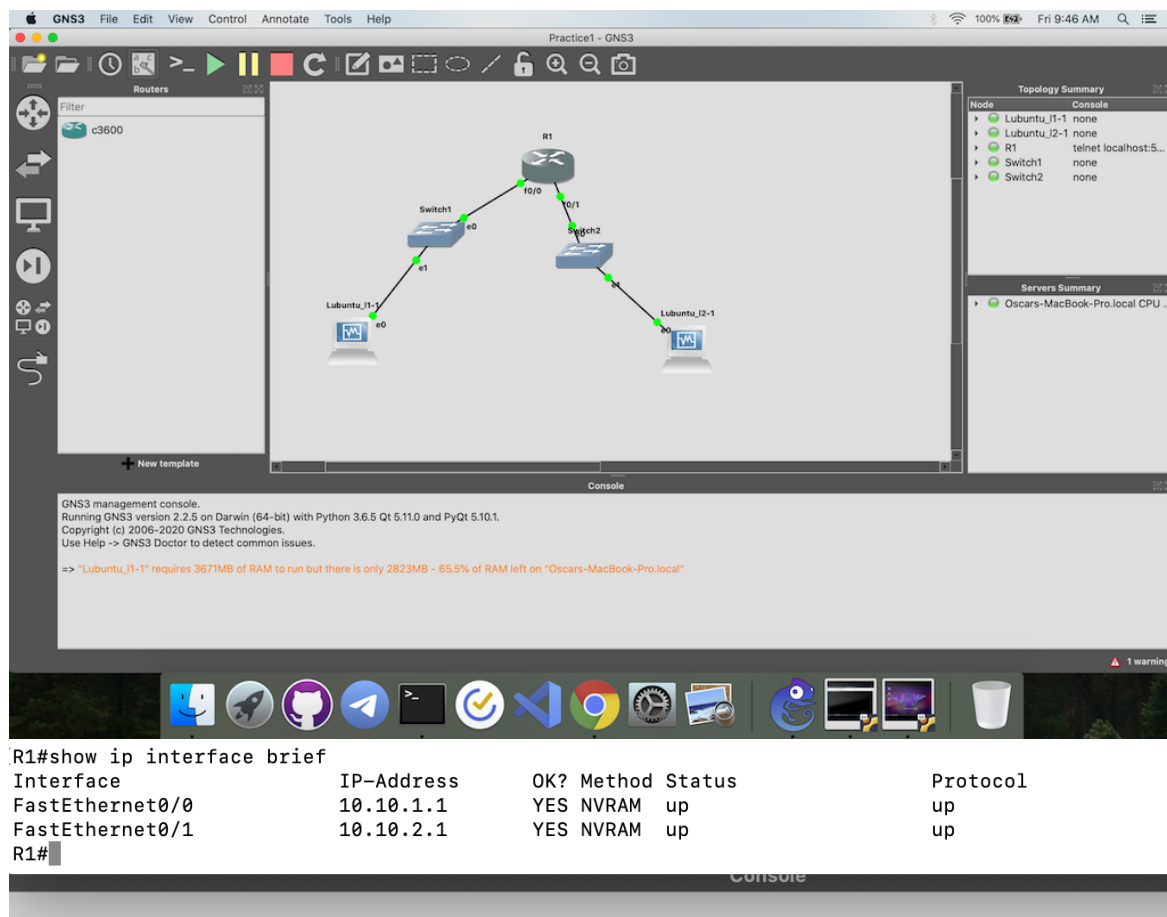 GNS3 File Edit View Control Annotate Tools Help 100% Fri 9:46 AM
Practice1 - GNS3
Routers
Filter
c3600
New template
R1
f0/0
f0/1
Switch1
e0
Switch2
e0
e1
e1
Lubuntu_l1-1
e0
Lubuntu_l2-1
e0
Topology Summary
Node Console
Lubuntu_l1-1 none
Lubuntu_l2-1 none
R1 telnet localhost:5...
Switch1 none
Switch2 none
Servers Summary
Oscars-MacBook-Pro.local CPU ..
Console
GNS3 management console.
Running GNS3 version 2.2.5 on Darwin (64-bit) with Python 3.6.5 Qt 5.11.0 and PyQt 5.10.1.
Copyright (c) 2006-2020 GNS3 Technologies.
Use Help -> GNS3 Doctor to detect common issues.
=> "Lubuntu_l1-1" requires 3671MB of RAM to run but there is only 2823MB - 65.5% of RAM left on "Oscars-MacBook-Pro.local"
1 warning
R1#show ip interface brief
Interface IP-Address OK? Method Status Protocol
FastEthernet0/0 10.10.1.1 YES NVRAM up up
FastEthernet0/1 10.10.2.1 YES NVRAM up up
R1#
Console